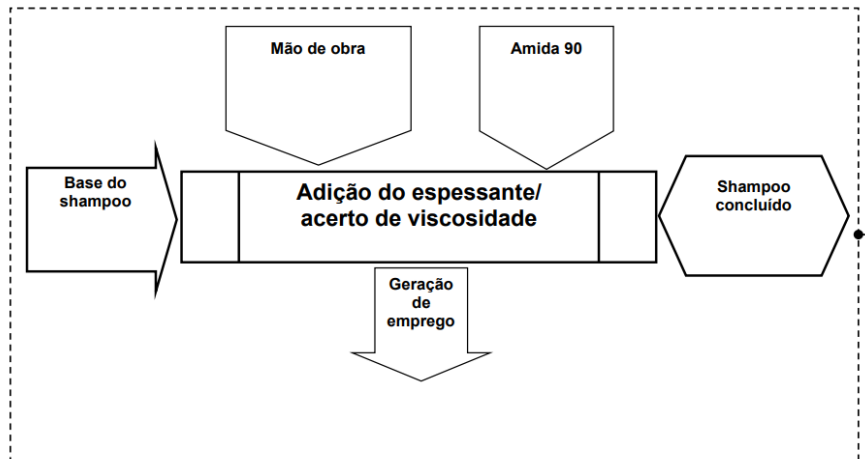 Mão de obra
Amida 90
Base do
shampoo
Adição do espessante/
acerto de viscosidade
Shampoo
concluído
Geração
de
emprego